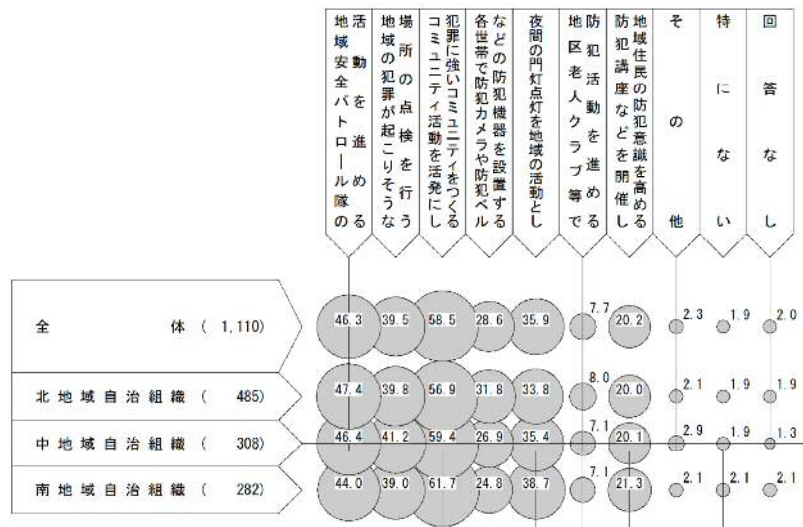 地域安全パトロール隊の
活動を進める
地域の犯罪が起こりそうな
場所の点検を行う
コミュニティ活動を活発にし
犯罪に強いコミュニティをつくる
各世帯で防犯カメラや防犯ベル
などの防犯機器を設置する
夜間の門灯点灯を地域の活動とし
地区老人クラブ等で
防犯活動を進める
防犯講座などを開催し
地域住民の防犯意識を高める
その他
特にない
回答なし
全体 ( 1,110) 46.3 39.5 58.5 28.6 35.9 7.7 20.2 2.3 1.9 2.0
北地域自治組織 ( 485) 47.4 39.8 56.9 31.8 33.8 8.0 20.0 2.1 1.9 1.9
中地域自治組織 ( 308) 46.4 41.2 59.4 26.9 35.4 7.1 20.1 2.9 1.9 1.3
南地域自治組織 ( 282) 44.0 39.0 61.7 24.8 38.7 7.1 21.3 2.1 2.1 2.1